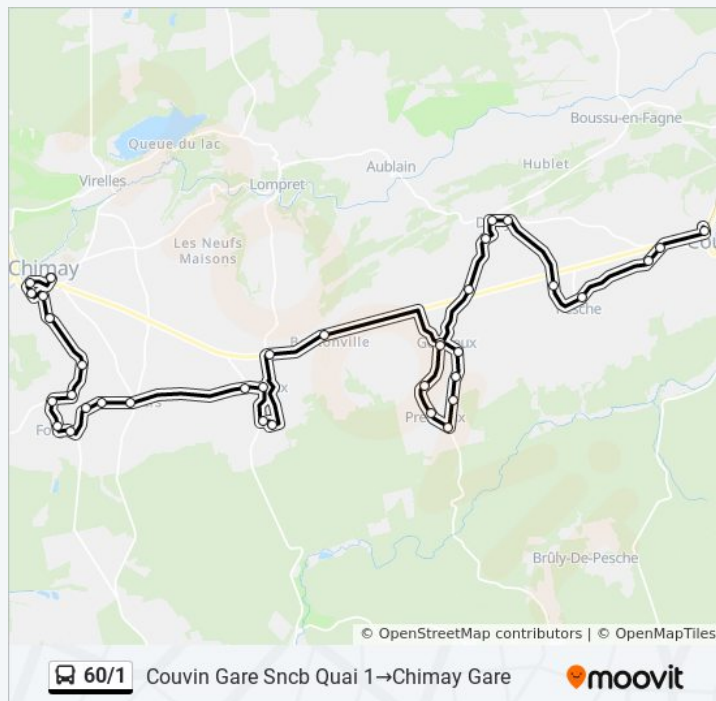 Boussu-en-Fagne
Queue du lac
Aublain
Hublet
Virelles
Lompret
Les Neufs
Maisons
Chimay
Brûly-De-Pesche
© OpenStreetMap contributors | © OpenMapTiles
60/1 Couvin Gare Sncb Quai 1→Chimay Gare moovit